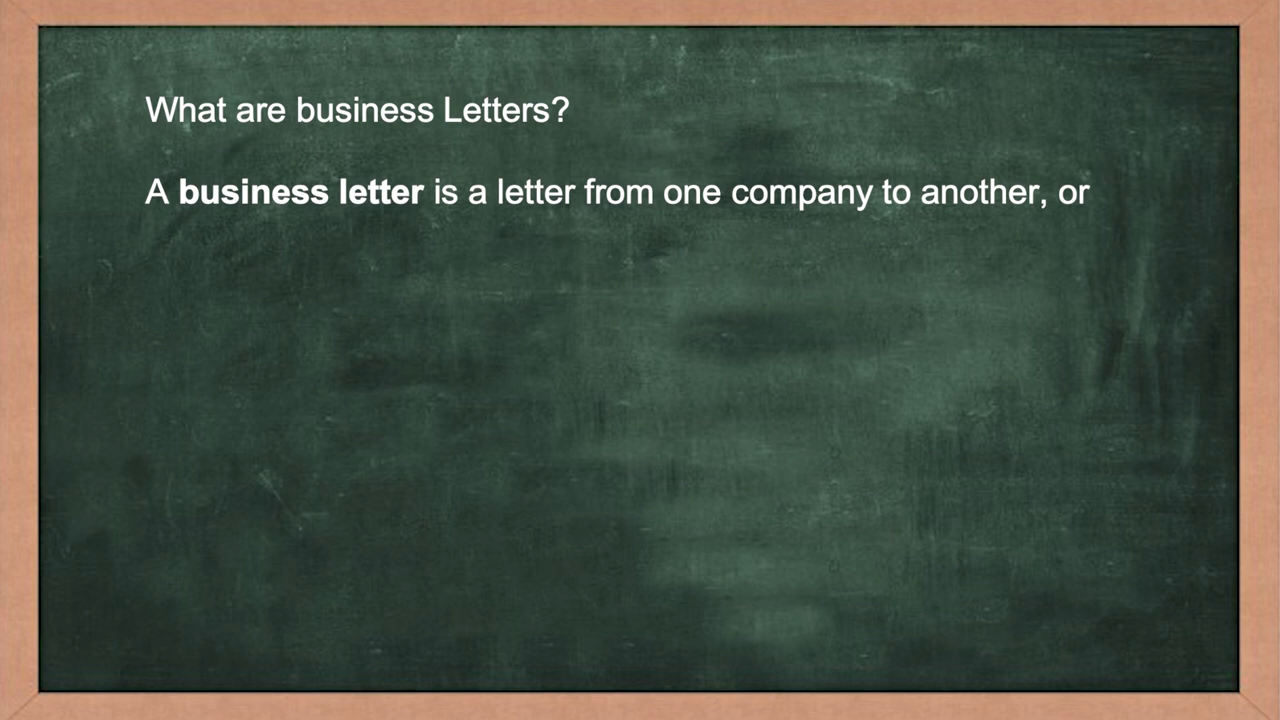 What are business Letters?
A business letter is a letter from one company to another, or